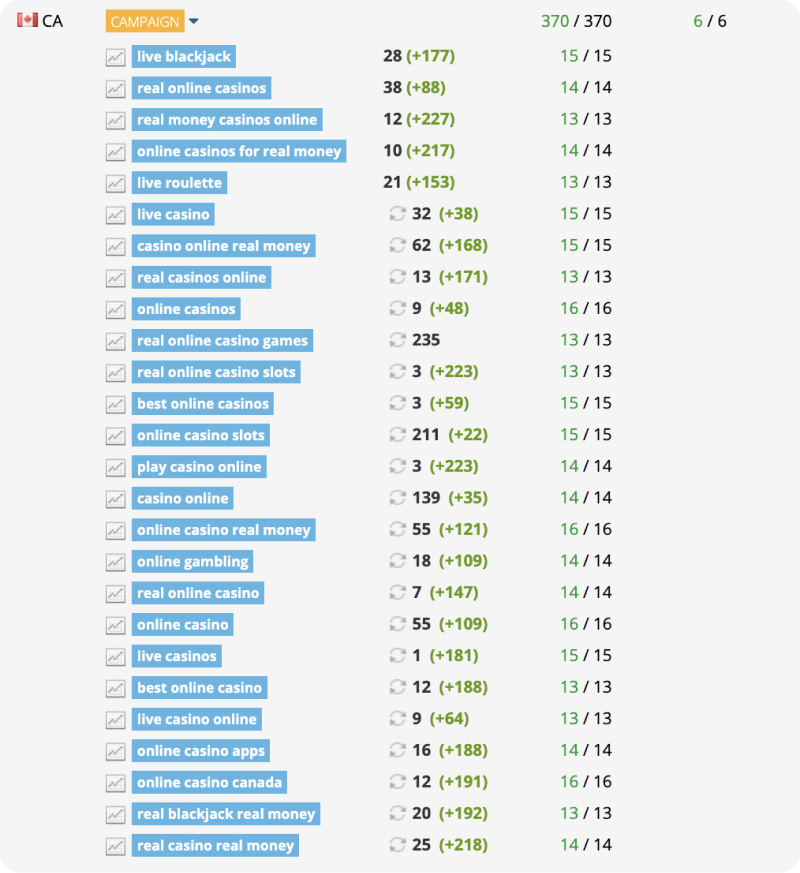 CA CAMPAIGN 370 / 370 6 / 6
live blackjack 28 (+177) 15 / 15
real online casinos 38 (+88) 14 / 14
real money casinos online 12 (+227) 13 / 13
online casinos for real money 10 (+217) 14 / 14
live roulette 21 (+153) 13 / 13
live casino 32 (+38) 15 / 15
casino online real money 62 (+168) 15 / 15
real casinos online 13 (+171) 13 / 13
online casinos 9 (+48) 16 / 16
real online casino games 235 13 / 13
real online casino slots 3 (+223) 13 / 13
best online casinos 3 (+59) 15 / 15
online casino slots 211 (+22) 15 / 15
play casino online 3 (+223) 14 / 14
casino online 139 (+35) 14 / 14
online casino real money 55 (+121) 16 / 16
online gambling 18 (+109) 14 / 14
real online casino 7 (+147) 14 / 14
online casino 55 (+109) 16 / 16
live casinos 1 (+181) 15 / 15
best online casino 12 (+188) 13 / 13
live casino online 9 (+64) 13 / 13
online casino apps 16 (+188) 14 / 14
online casino canada 12 (+191) 16 / 16
real blackjack real money 20 (+192) 13 / 13
real casino real money 25 (+218) 14 / 14